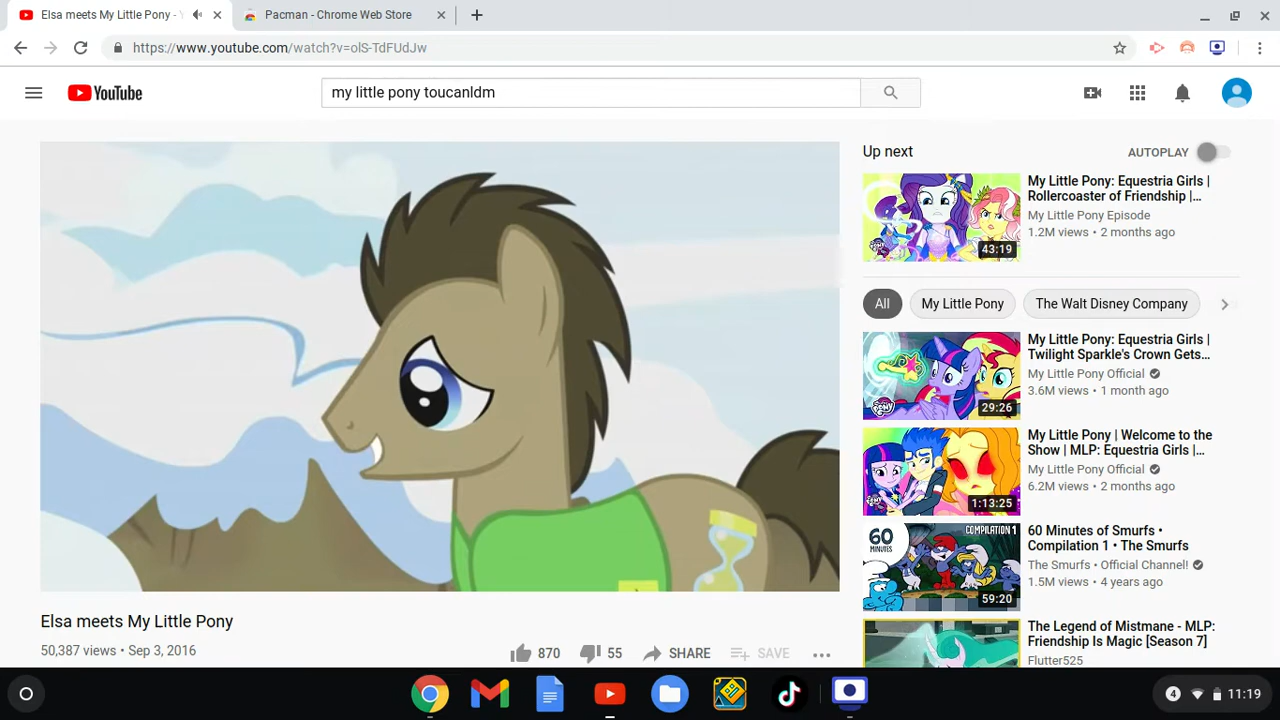 Elsa meets My Little Pony -
Pacman - Chrome Web Store
https://www.youtube.com/watch?v=olS-TdFUdJw
YouTube
my little pony toucanldm
Up next
AUTOPLAY
My Little Pony: Equestria Girls |
Rollercoaster of Friendship |...
My Little Pony Episode
1.2M views • 2 months ago
43:19
All
My Little Pony
The Walt Disney Company
My Little Pony: Equestria Girls |
Twilight Sparkle's Crown Gets...
My Little Pony Official
3.6M views • 1 month ago
29:26
My Little Pony | Welcome to the
Show | MLP: Equestria Girls |...
My Little Pony Official
6.2M views • 2 months ago
1:13:25
60
MINUTES
COMPILATION 1
60 Minutes of Smurfs •
Compilation 1 • The Smurfs
The Smurfs • Official Channel!
1.5M views • 4 years ago
59:20
The Legend of Mistmane - MLP:
Friendship Is Magic [Season 7]
Flutter525
Elsa meets My Little Pony
50,387 views • Sep 3, 2016
870
55
SHARE
SAVE
4
11:19